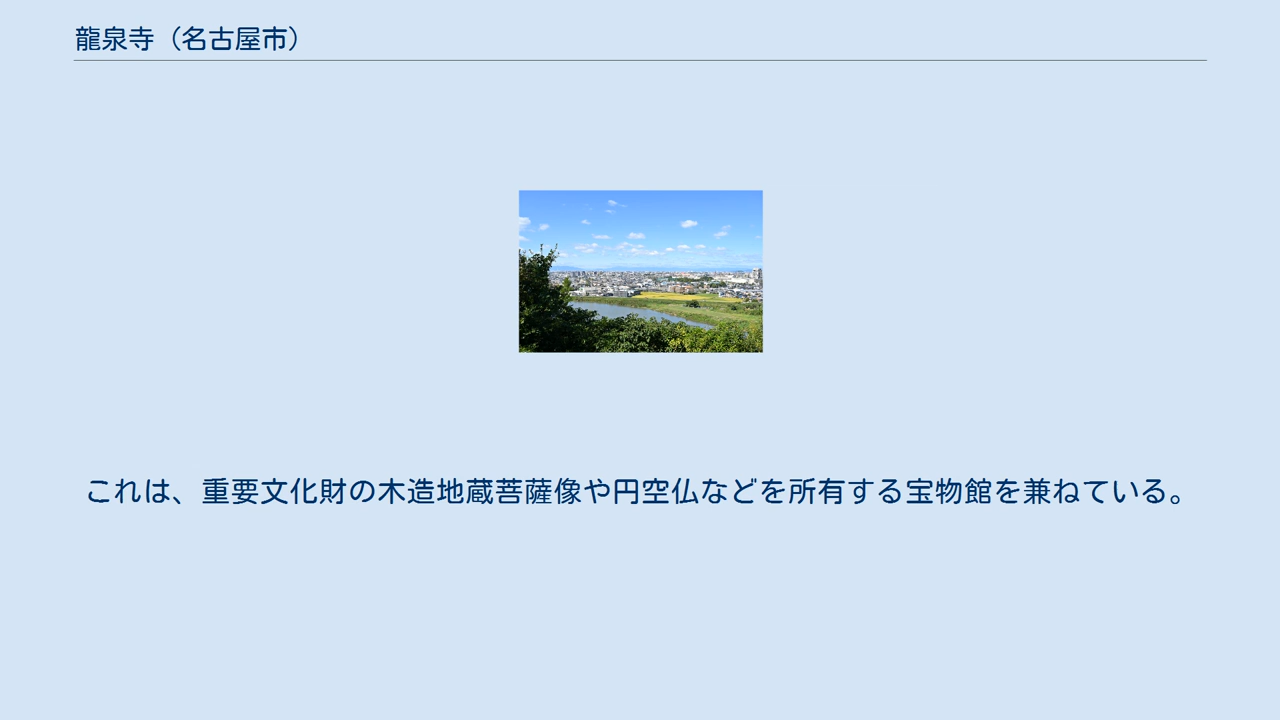 龍泉寺（名古屋市）
これは、重要文化財の木造地蔵菩薩像や円空仏などを所有する宝物館を兼ねている。